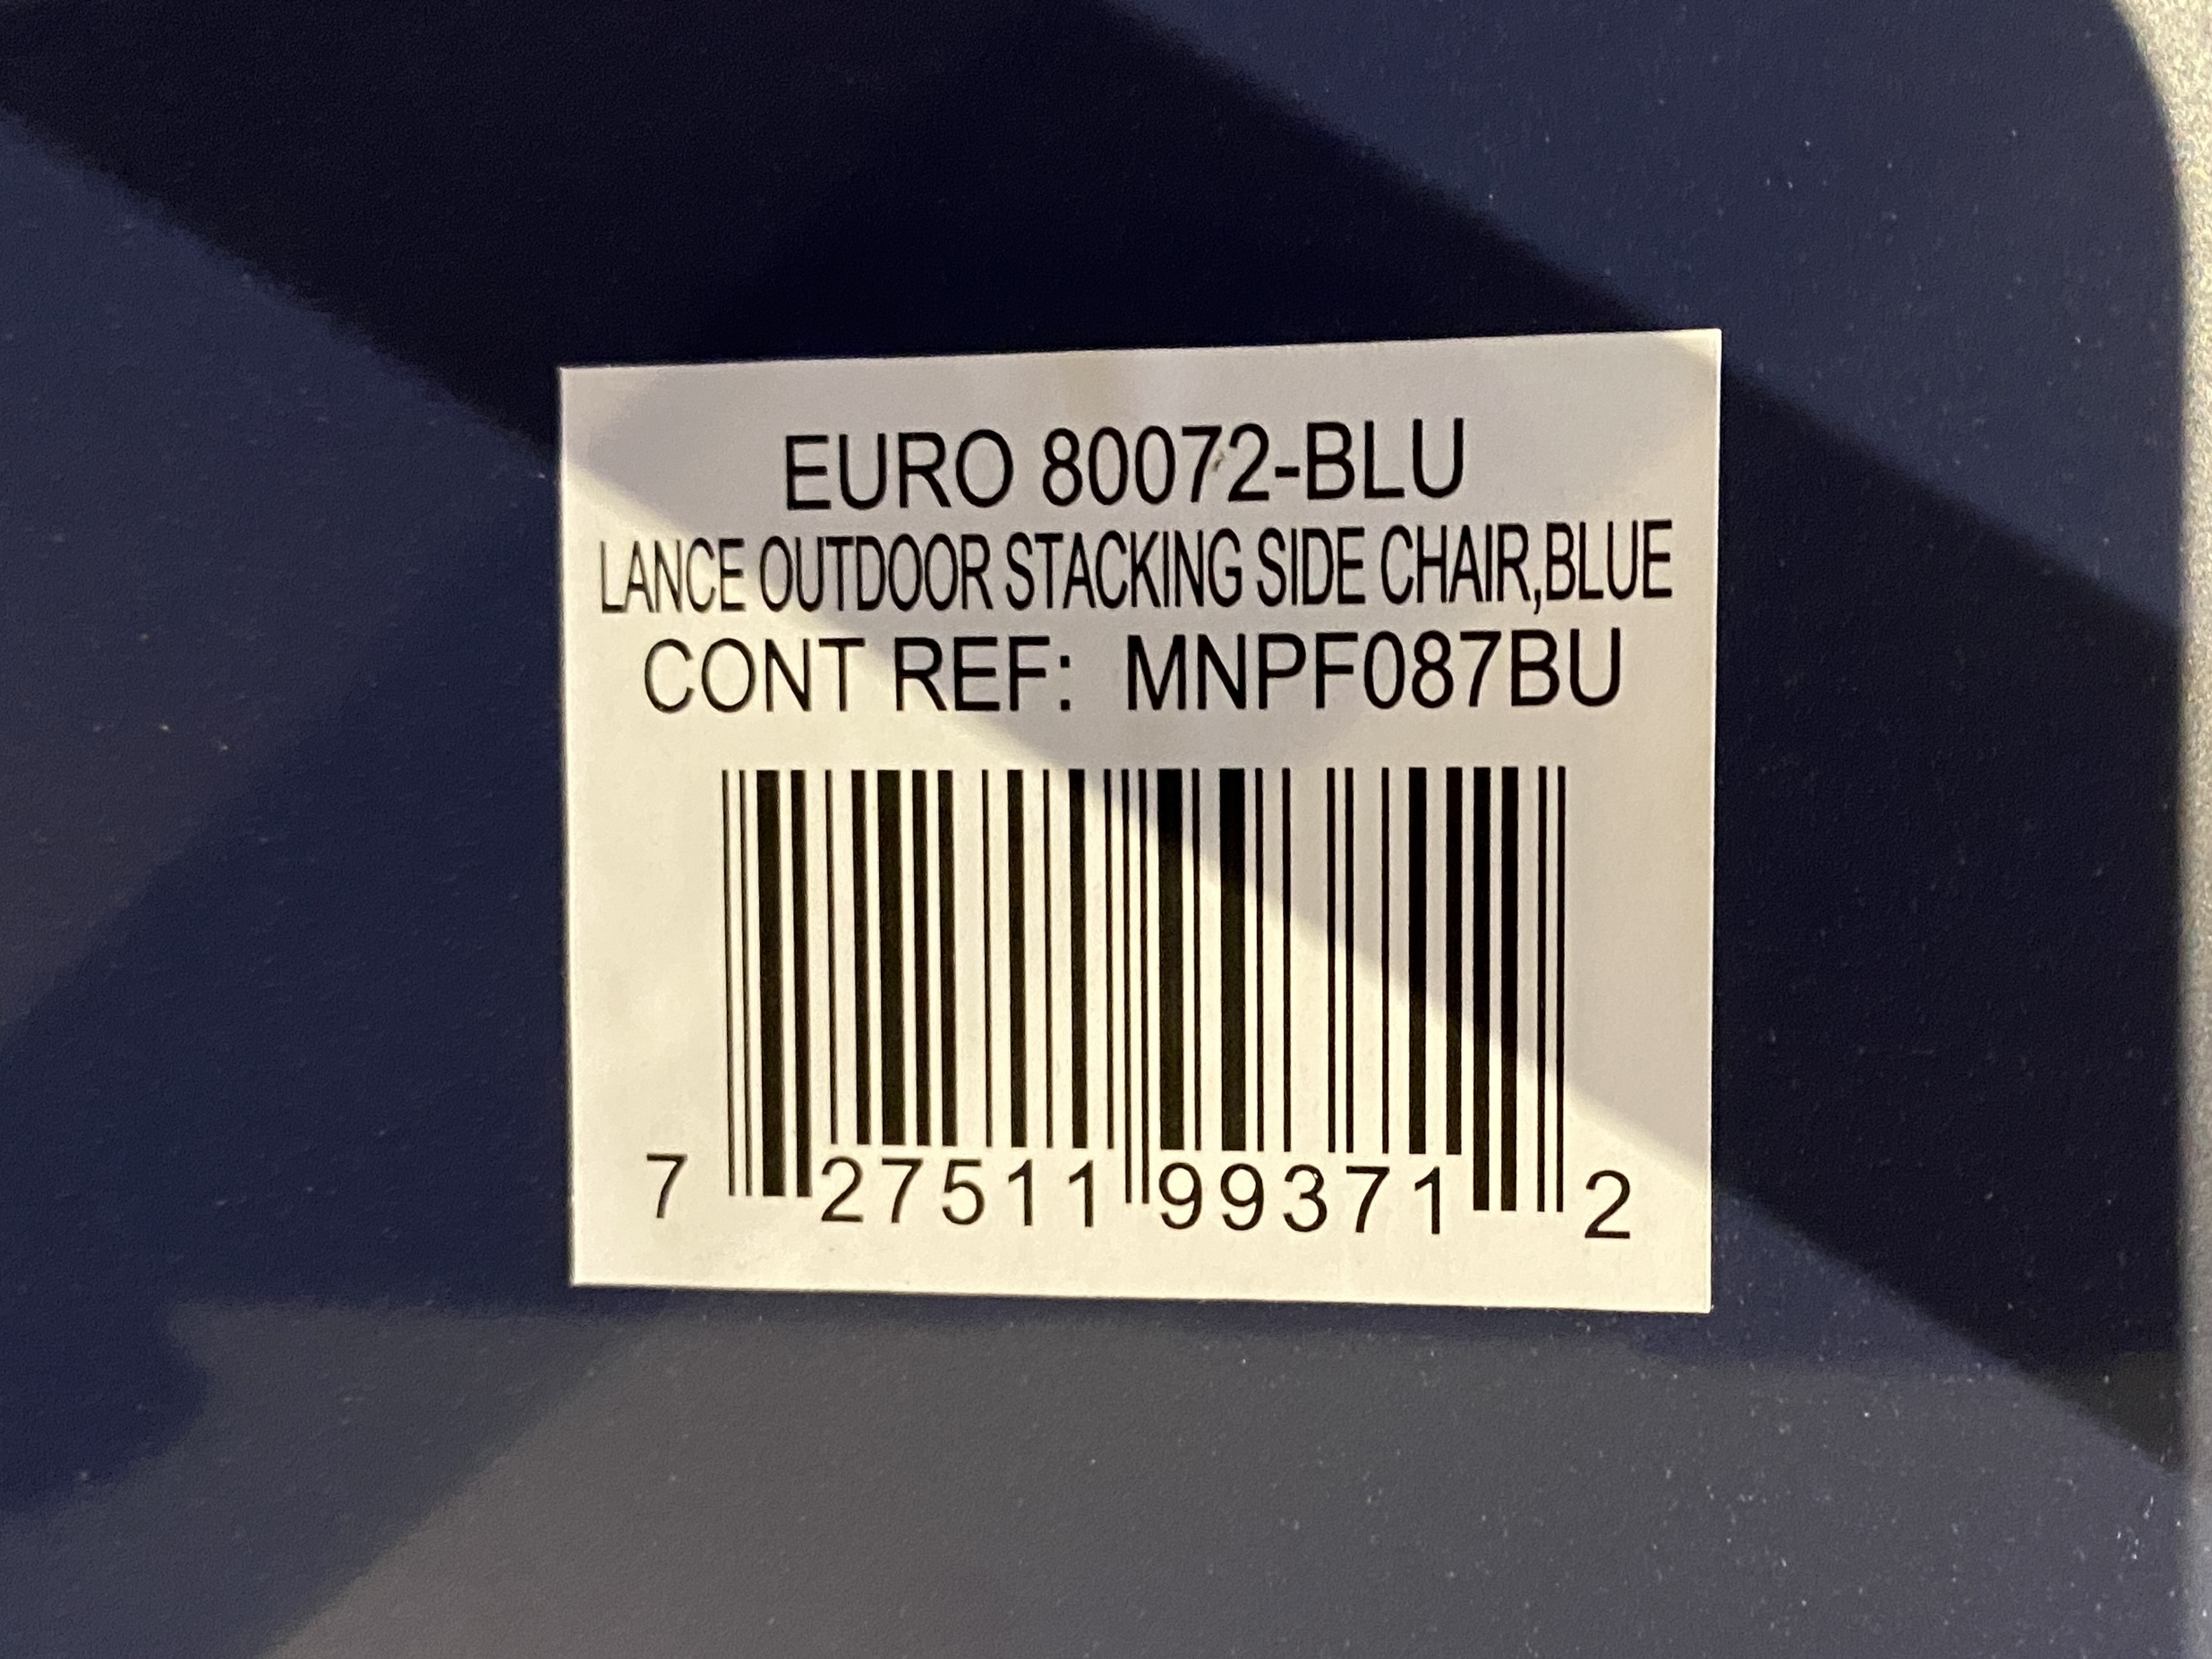 EURO 80072-BLU
LANCE OUTDOOR STACKING SIDE CHAIR,BLUE
CONT REF: MNPF087BU
7 27511 99371 2